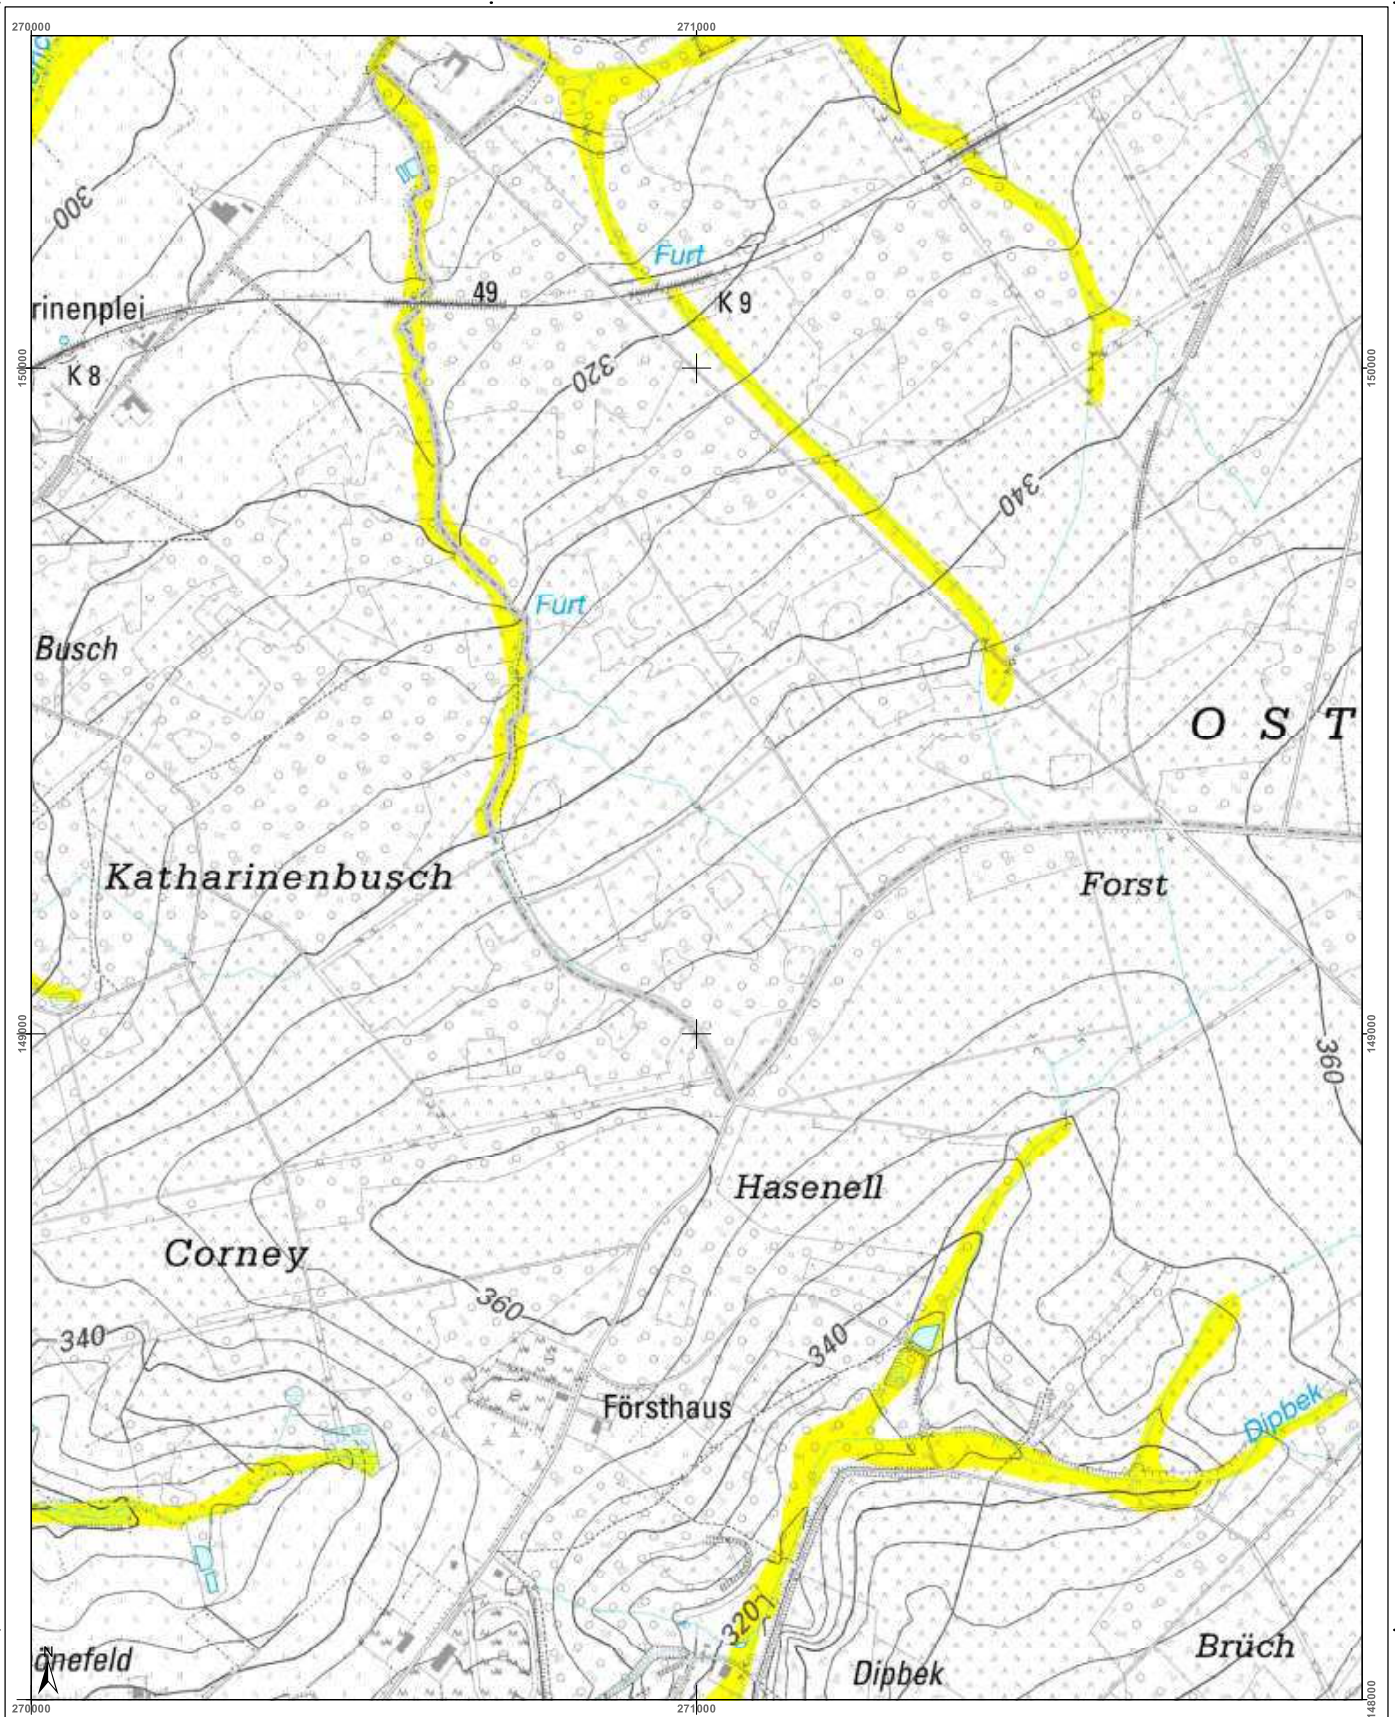 270000
271000
300
Furt
49
K 9
rinenplei
150000
150000
K 8
320
340
Furt
Busch
O S T
Katharinenbusch
Forst
149000
149000
360
Hasenell
Corney
360
340
340
Försthaus
Dipbek
320
önefeld
N
Dipbek
Brüch
270000
271000
148000